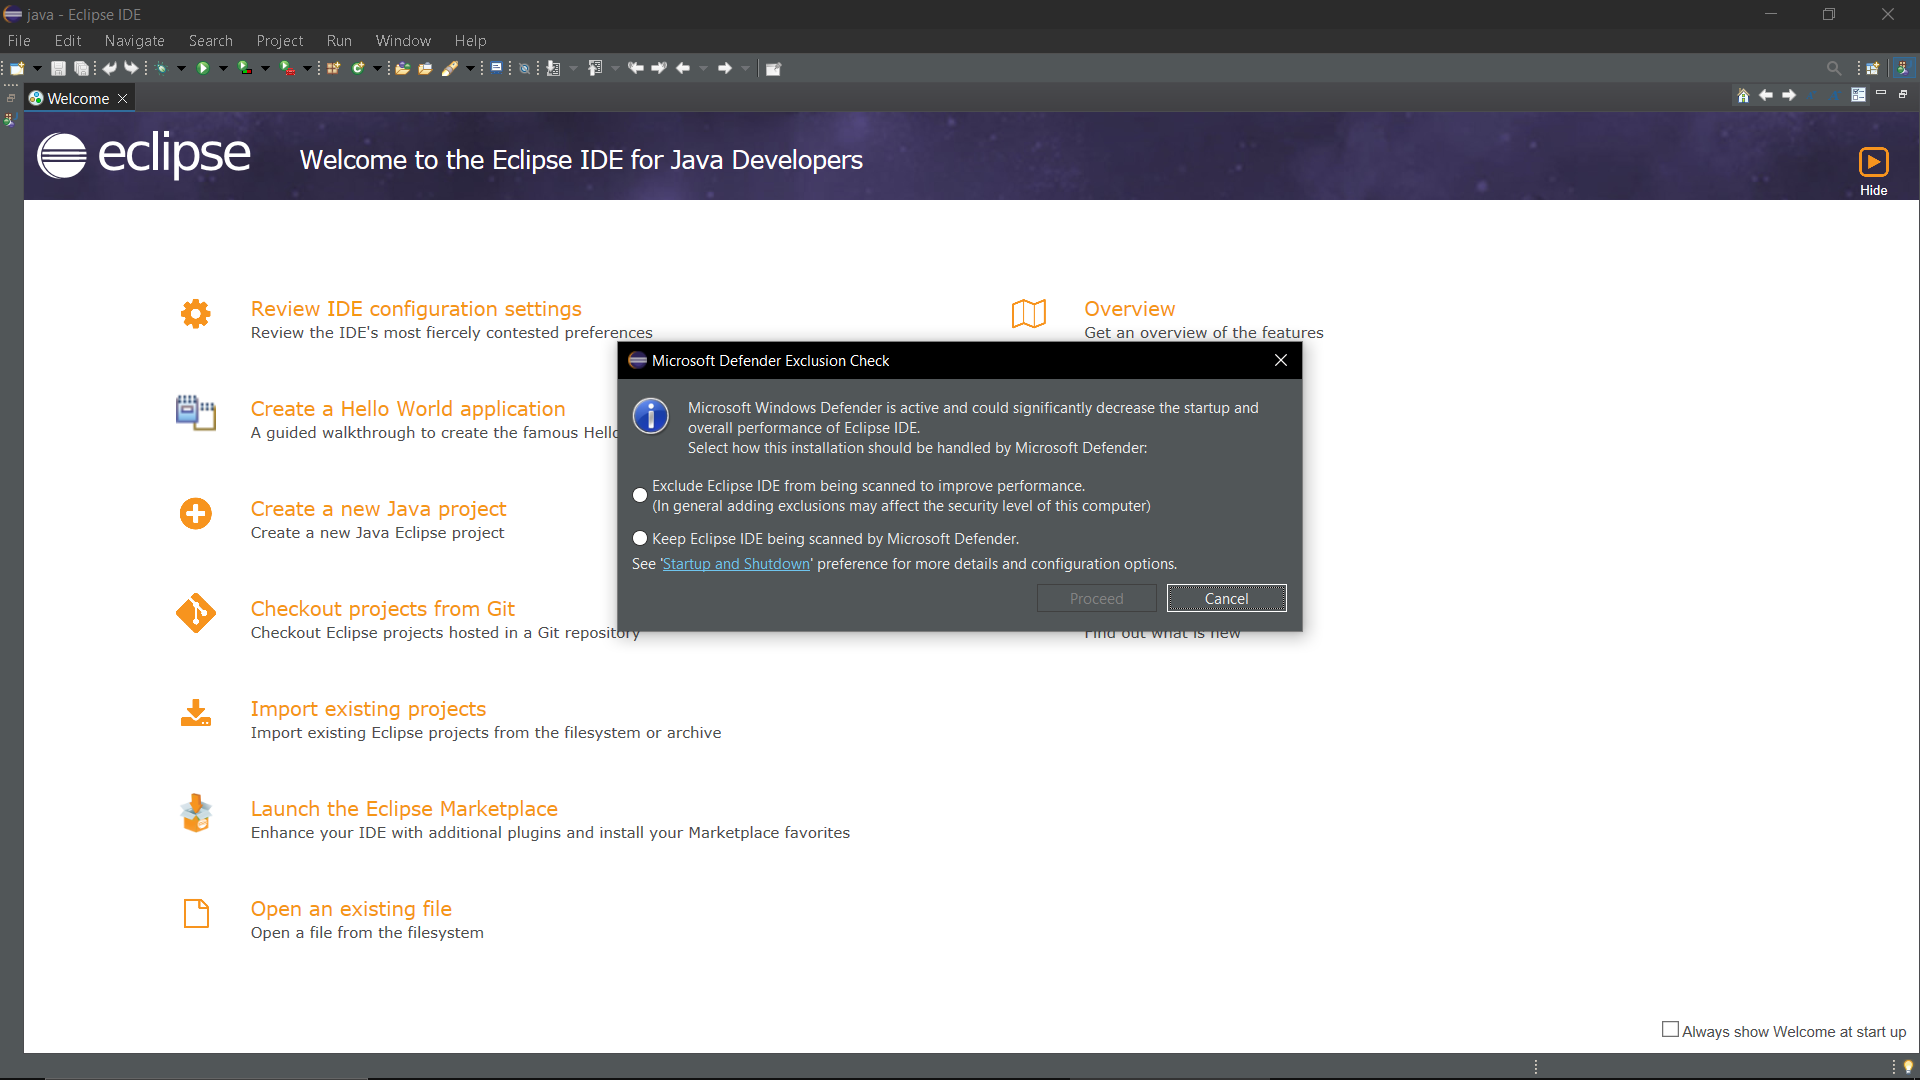 java - Eclipse IDE
File Edit Navigate Search Project Run Window Help
Welcome
eclipse
Welcome to the Eclipse IDE for Java Developers
Hide
Review IDE configuration settings
Review the IDE's most fiercely contested preferences
Overview
Get an overview of the features
Create a Hello World application
A guided walkthrough to create the famous Hello
Create a new Java project
Create a new Java Eclipse project
Checkout projects from Git
Checkout Eclipse projects hosted in a Git repository
Find out what is new
Import existing projects
Import existing Eclipse projects from the filesystem or archive
Launch the Eclipse Marketplace
Enhance your IDE with additional plugins and install your Marketplace favorites
Open an existing file
Open a file from the filesystem
Microsoft Defender Exclusion Check
Microsoft Windows Defender is active and could significantly decrease the startup and
overall performance of Eclipse IDE.
Select how this installation should be handled by Microsoft Defender:
Exclude Eclipse IDE from being scanned to improve performance.
(In general adding exclusions may affect the security level of this computer)
Keep Eclipse IDE being scanned by Microsoft Defender.
See 'Startup and Shutdown' preference for more details and configuration options.
Proceed Cancel
Always show Welcome at start up